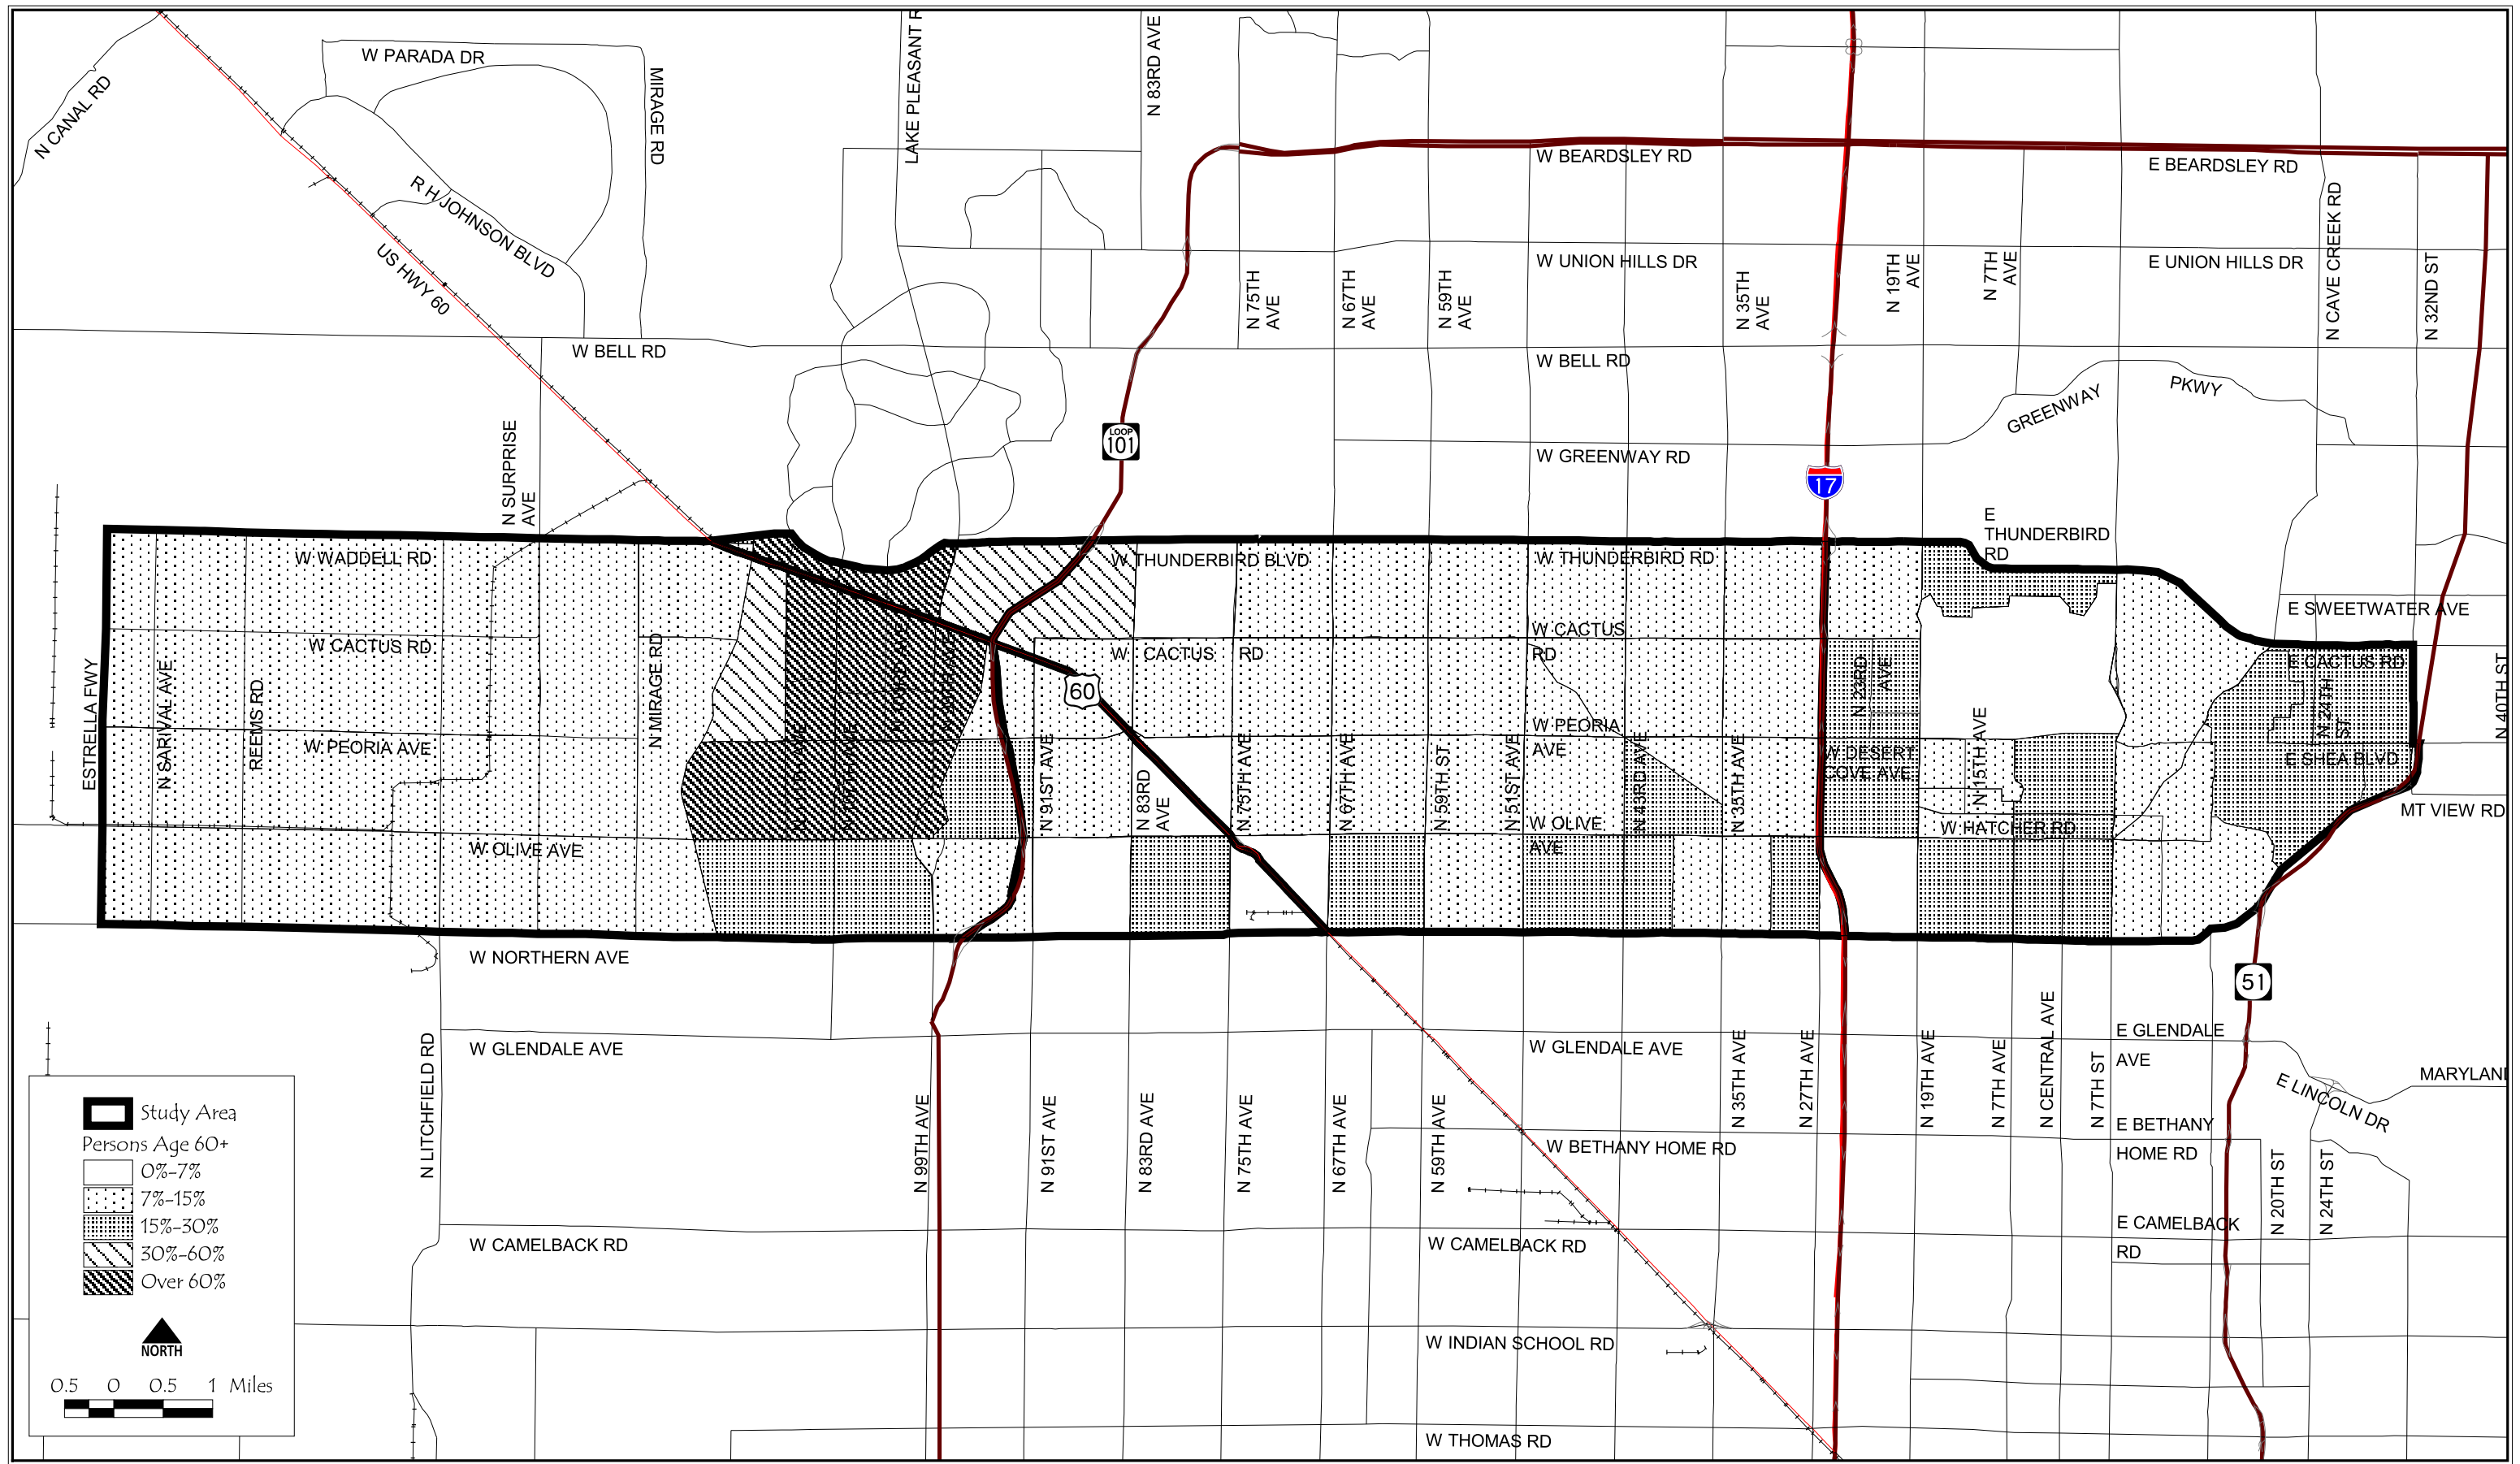 W PARADA DR
N CANAL RD
MIRAGE RD
N 83RD AVE
R H JOHNSON BLVD
US HWY 60
W BEARDSLEY RD
E BEARDSLEY RD
W UNION HILLS DR
E UNION HILLS DR
N 75TH
AVE
N 67TH
AVE
N 59TH
AVE
N 35TH
AVE
N 19TH
AVE
N 7TH
AVE
N CAVE CREEK RD
N 32ND ST
W BELL RD
W BELL RD
GREENWAY
PKWY
LOOP
101
W GREENWAY RD
17
N SURPRISE
AVE
E
THUNDERBIRD
RD
W WADDELL RD
W THUNDERBIRD BLVD
W THUNDERBIRD RD
E SWEETWATER AVE
W CACTUS RD
W CACTUS RD
W CACTUS
RD
E CACTUS RD
ESTRELLA FWY
N SARIVAL AVE
REEMS RD
N MIRAGE RD
60
N 23RD
AVE
N 24TH
ST
N 40TH ST
W PEORIA AVE
W PEORIA
AVE
W DESERT
COVE AVE
N 15TH AVE
E SHEA BLVD
N 91ST AVE
N 83RD
AVE
N 75TH AVE
N 67TH AVE
N 59TH ST
N 51ST AVE
N 43RD AVE
N 35TH AVE
MT VIEW RD
W OLIVE AVE
W OLIVE
AVE
W HATCHER RD
W NORTHERN AVE
51
W GLENDALE AVE
W GLENDALE AVE
E GLENDALE
AVE
E LINCOLN DR
N LITCHFIELD RD
N 99TH AVE
N 91ST AVE
N 83RD AVE
N 75TH AVE
N 67TH AVE
N 59TH AVE
N 35TH AVE
N 27TH AVE
N 19TH AVE
N 7TH AVE
N CENTRAL AVE
N 7TH ST
W BETHANY HOME RD
E BETHANY
HOME RD
N 20TH ST
N 24TH ST
W CAMELBACK RD
W CAMELBACK RD
E CAMELBACK
RD
W INDIAN SCHOOL RD
W THOMAS RD
Study Area
Persons Age 60+
0%-7%
7%-15%
15%-30%
30%-60%
Over 60%
NORTH
0.5 0 0.5 1 Miles
LAKE PLEASANT